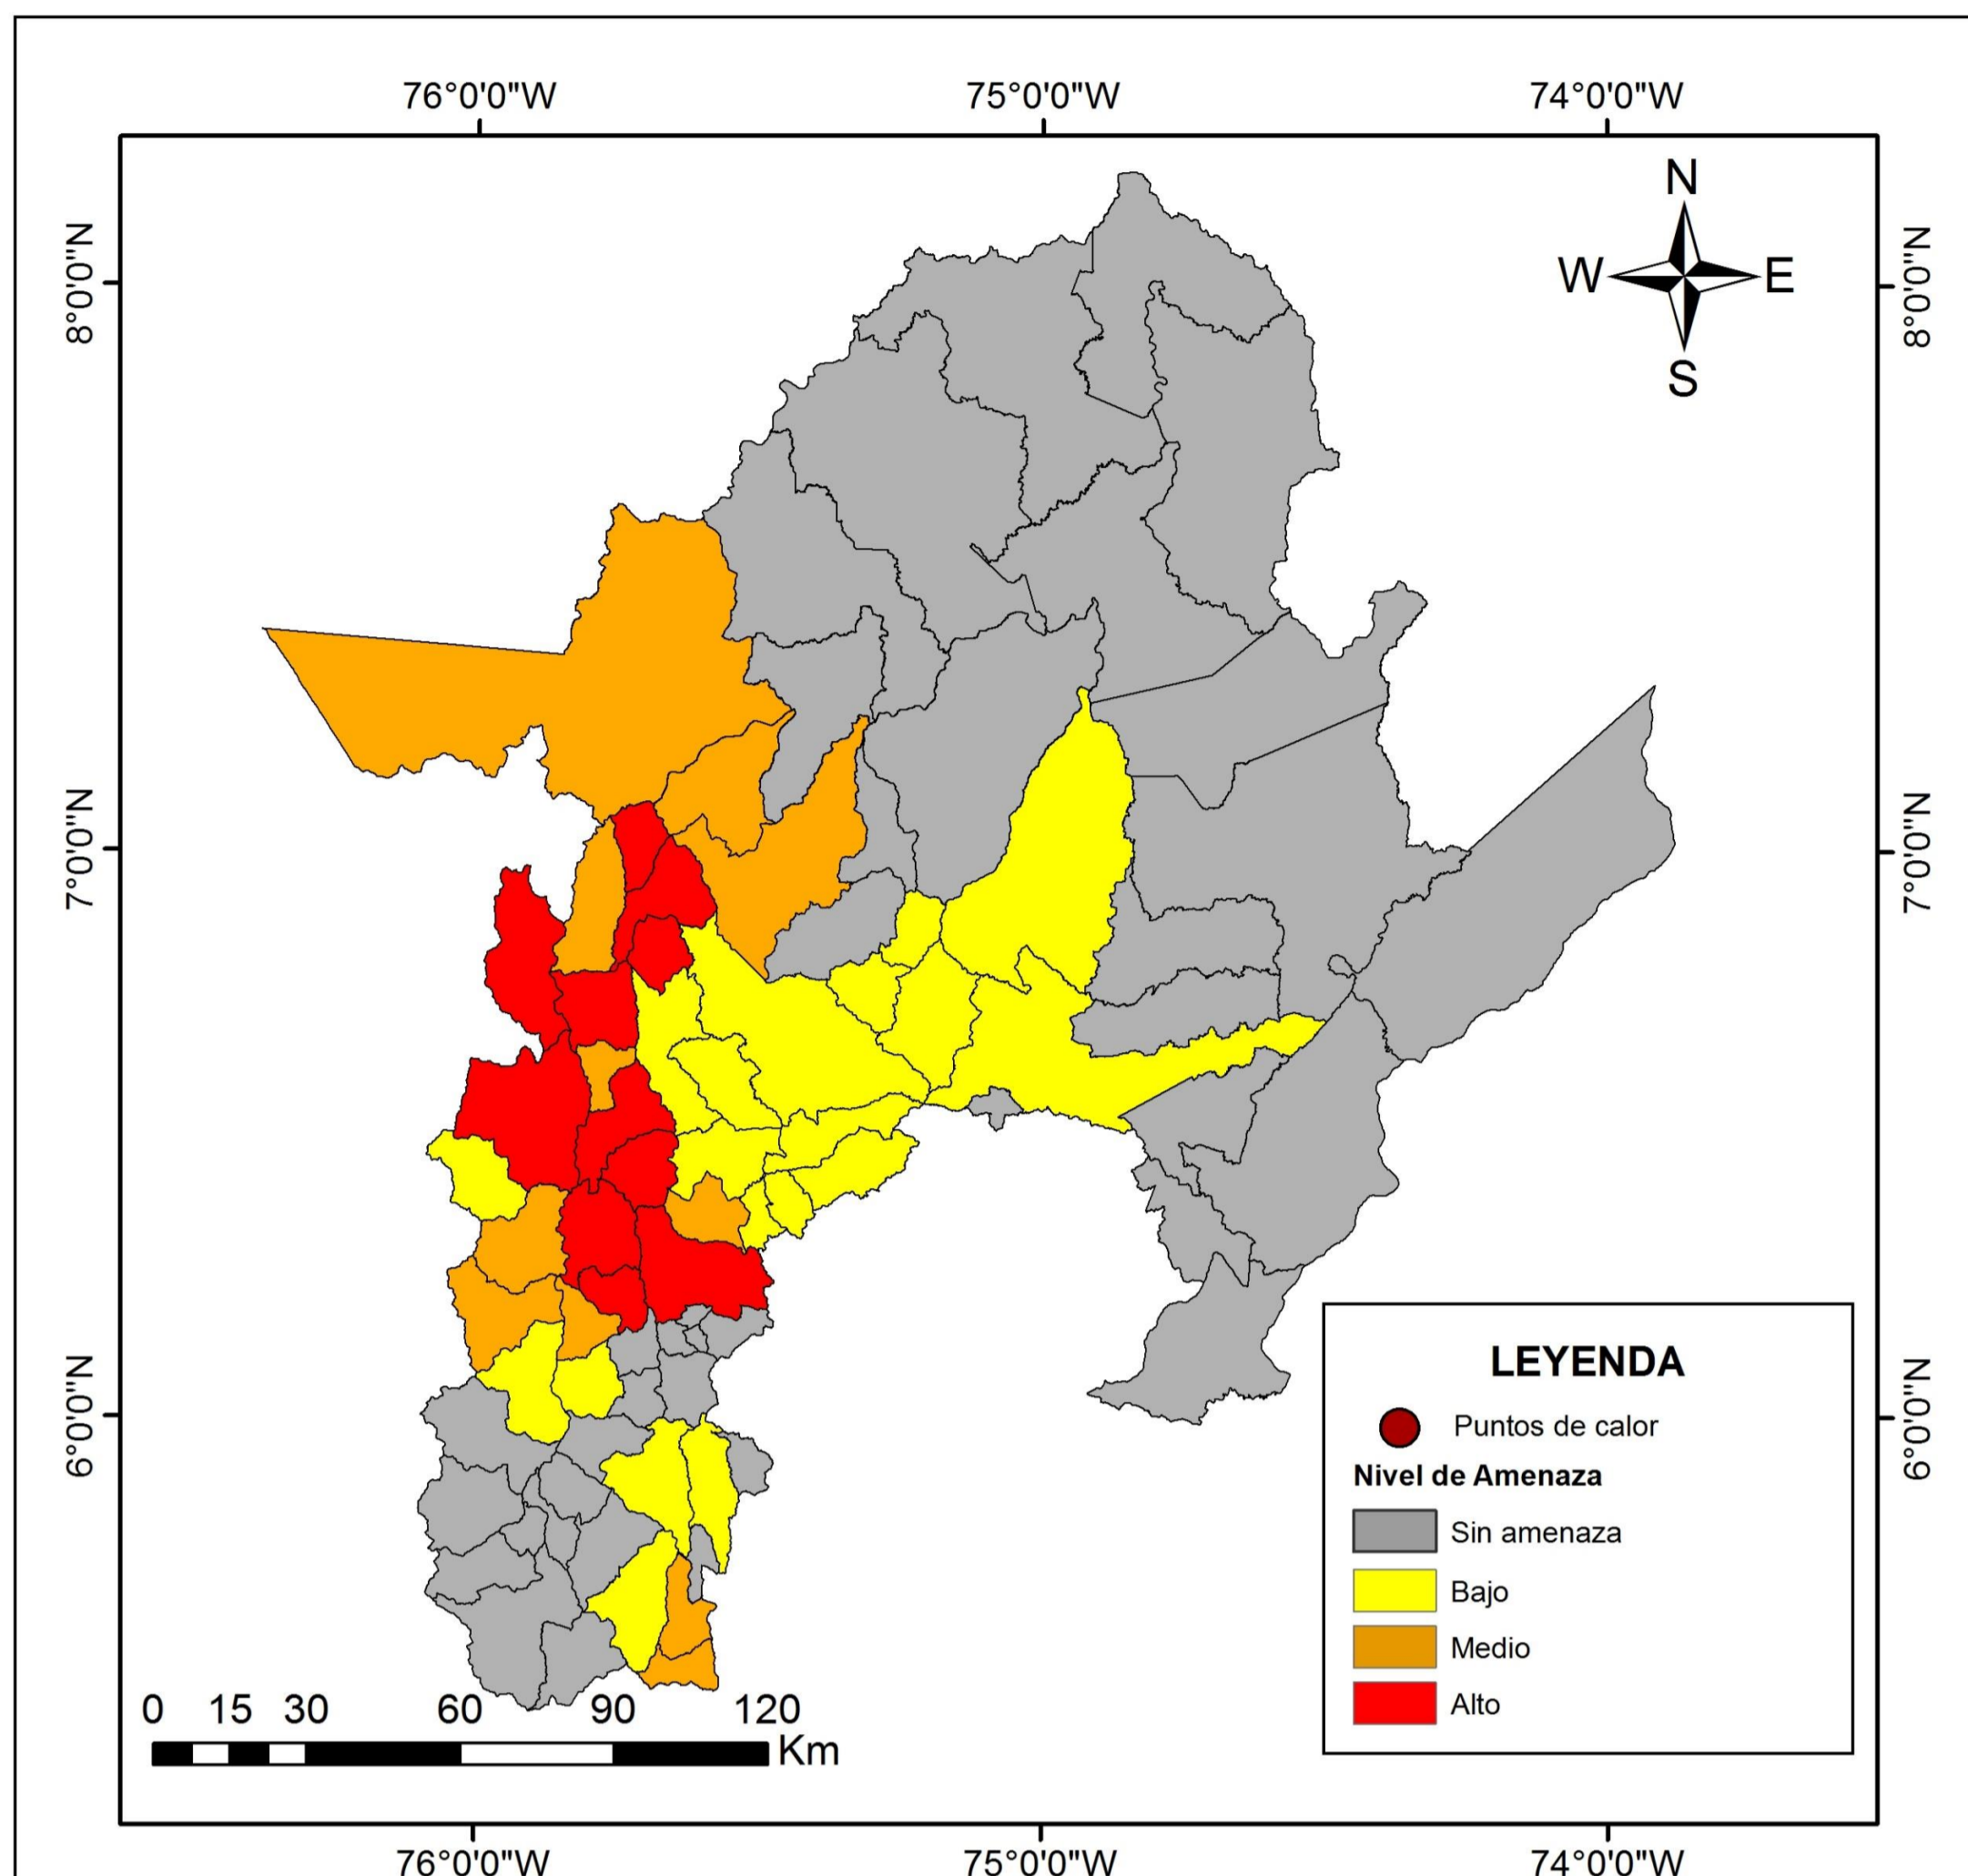 76°0'0"W 75°0'0"W 74°0'0"W
N
W E
S
8°0'0"N 8°0'0"N
7°0'0"N 7°0'0"N
6°0'0"N 6°0'0"N
LEYENDA
Puntos de calor
Nivel de Amenaza
Sin amenaza
Bajo
Medio
Alto
0 15 30 60 90 120
Km
76°0'0"W 75°0'0"W 74°0'0"W